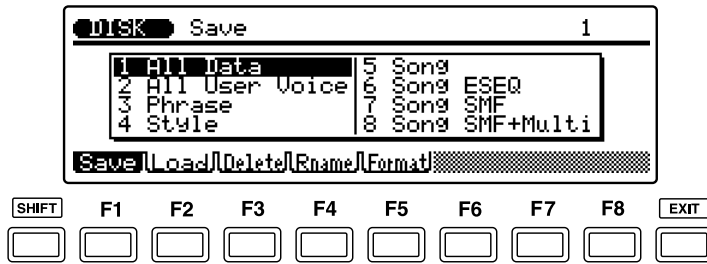 DISK Save 1
1 All Data 5 Song
2 All User Voice 6 Song ESEQ
3 Phrase 7 Song SMF
4 Style 8 Song SMF+Multi
Save Load Delete Rname Format
SHIFT F1 F2 F3 F4 F5 F6 F7 F8 EXIT